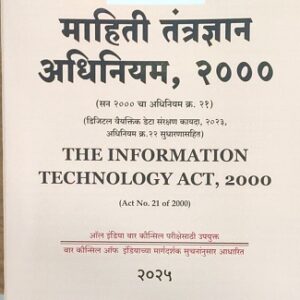 माहिती तंत्रज्ञान
अधिनियम, २०००
(सन २००० चा अधिनियम क्र. २१)
(डिजिटल वैयक्तिक डेटा संरक्षण कायदा, २०२३,
अधिनियम क्र.२२ सुधारणासहित)
THE INFORMATION
TECHNOLOGY ACT, 2000
(Act No. 21 of 2000)
ऑल इंडिया बार कौन्सिल परीक्षेसाठी उपयुक्त
बार कौन्सिल ऑफ इंडियाच्या मार्गदर्शक सुचनांनुसार आधारित
२०२५